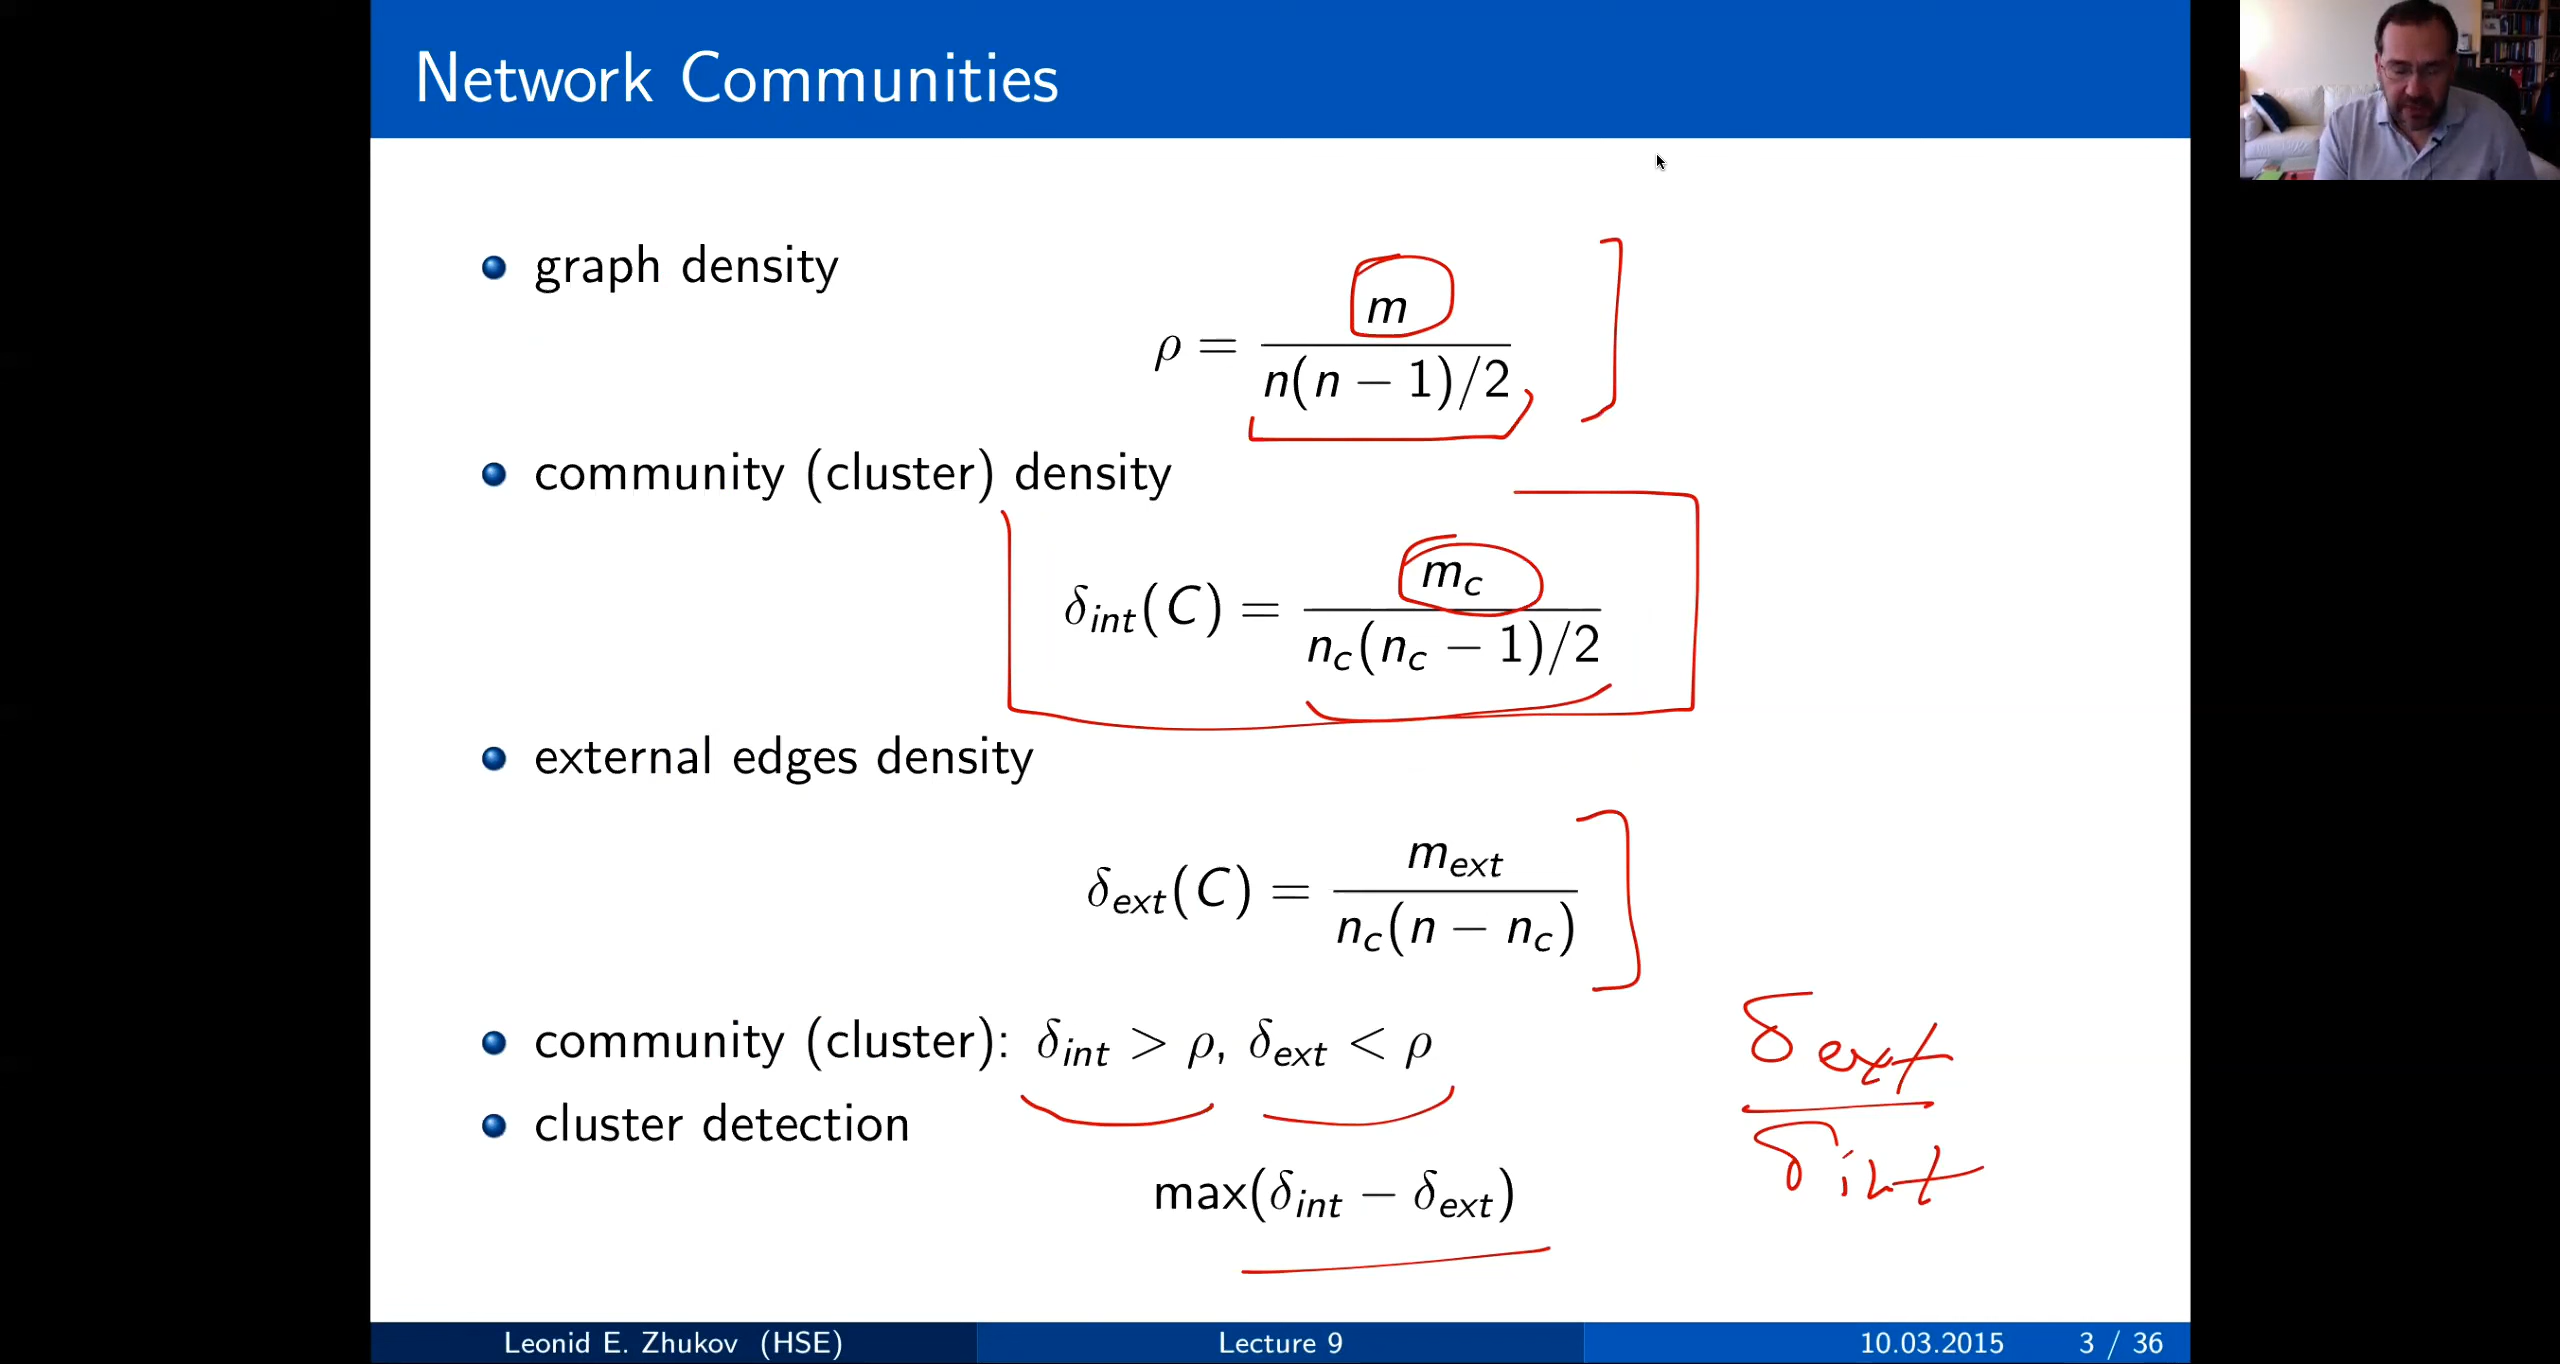 Network Communities
graph density
ρ = m / n(n − 1)/2
community (cluster) density
δint(C) = mc / nc(nc − 1)/2
external edges density
δext(C) = mext / nc(n − nc)
community (cluster): δint > ρ, δext < ρ
cluster detection
max(δint − δext)
δext
δint
Leonid E. Zhukov (HSE) Lecture 9 10.03.2015 3 / 36